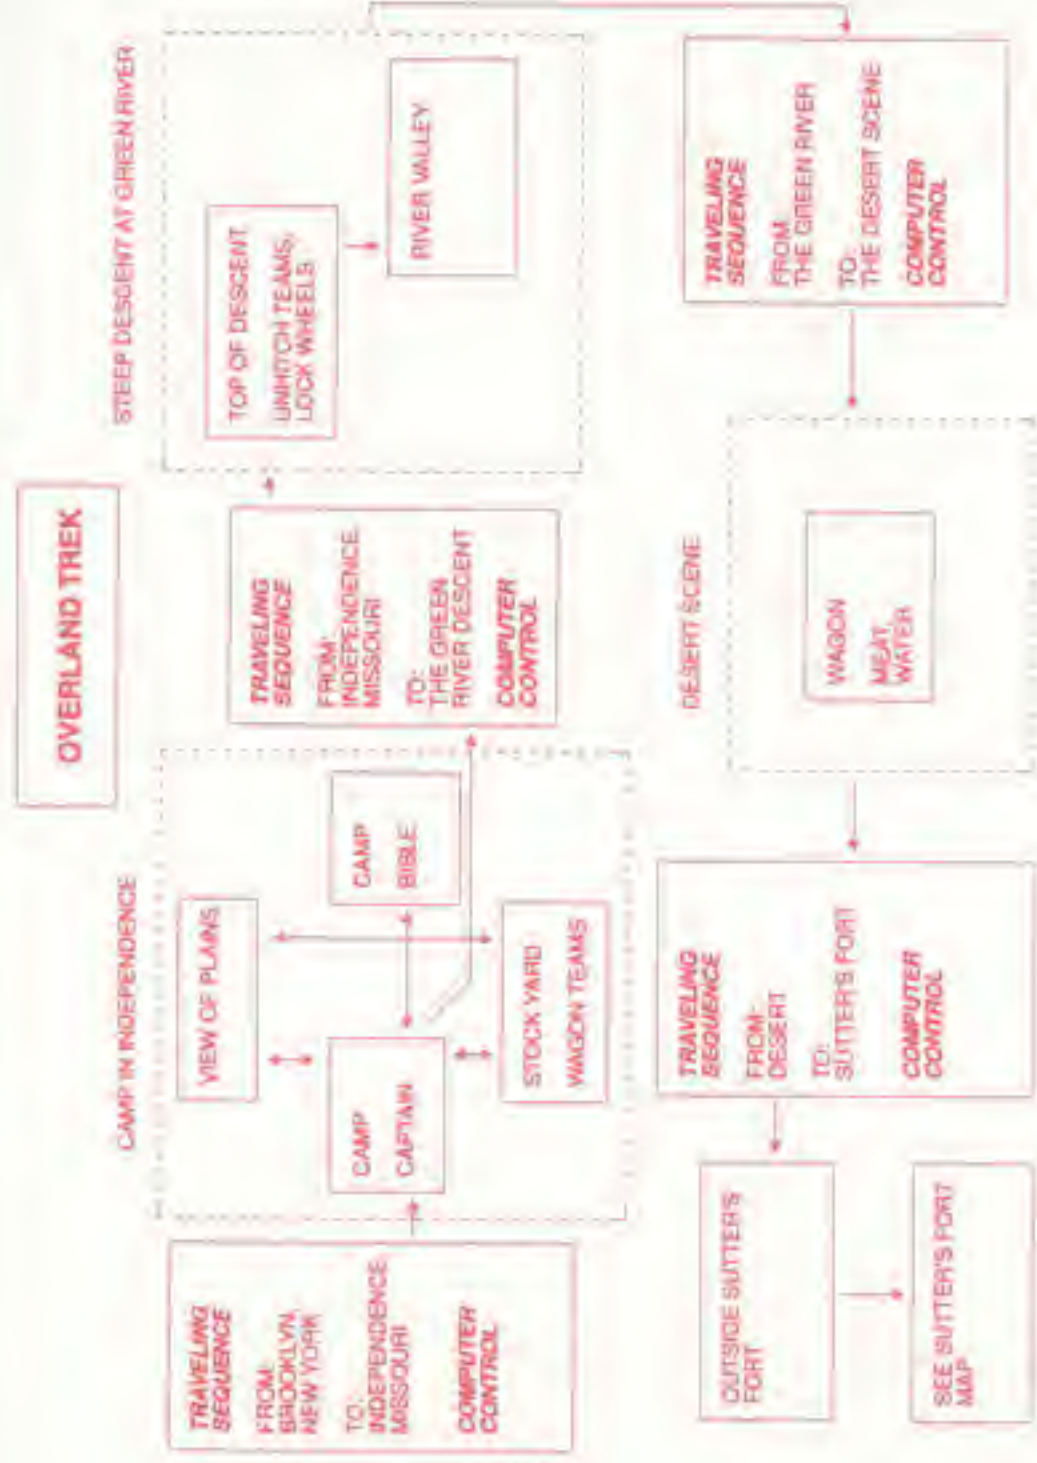 OVERLAND TREK
CAMP IN INDEPENDENCE
STEEP DESCENT AT GREEN RIVER
TRAVELING
SEQUENCE
FROM:
BROOKLYN,
NEW YORK
TO:
INDEPENDENCE,
MISSOURI
COMPUTER
CONTROL
VIEW OF PLAINS
CAMP
CAPTAIN
CAMP
BIBLE
STOCK YARD
WAGON TEAMS
TRAVELING
SEQUENCE
FROM:
INDEPENDENCE,
MISSOURI
TO:
THE GREEN
RIVER DESCENT
COMPUTER
CONTROL
TOP OF DESCENT
UNHITCH TEAMS,
LOCK WHEELS
RIVER VALLEY
TRAVELING
SEQUENCE
FROM:
THE GREEN RIVER
TO:
THE DESERT SCENE
COMPUTER
CONTROL
DESERT SCENE
WAGON
MEAT,
WATER
TRAVELING
SEQUENCE
FROM:
DESERT
TO:
SUTTER'S FORT
COMPUTER
CONTROL
OUTSIDE SUTTER'S
FORT
SEE SUTTER'S FORT
MAP